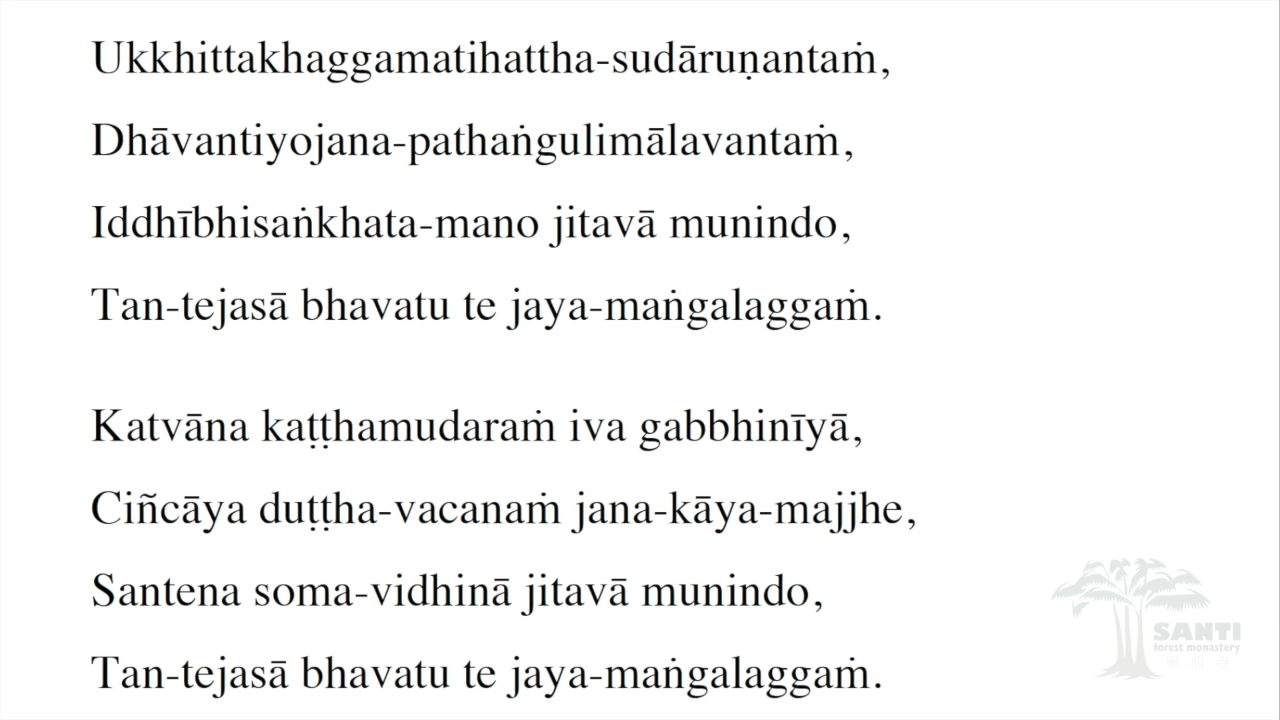 Ukkhittakhaggamatihattha-sudāruṇantaṁ,
Dhāvantiyojana-pathaṅgulimālavantaṁ,
Iddhībhisaṅkhata-mano jitavā munindo,
Tan-tejasā bhavatu te jaya-maṅgalaggaṁ.
Katvāna kaṭṭhamudaraṁ iva gabbhinīyā,
Ciñcāya duṭṭha-vacanaṁ jana-kāya-majjhe,
Santena soma-vidhinā jitavā munindo,
Tan-tejasā bhavatu te jaya-maṅgalaggaṁ.
SANTI
forest monastery